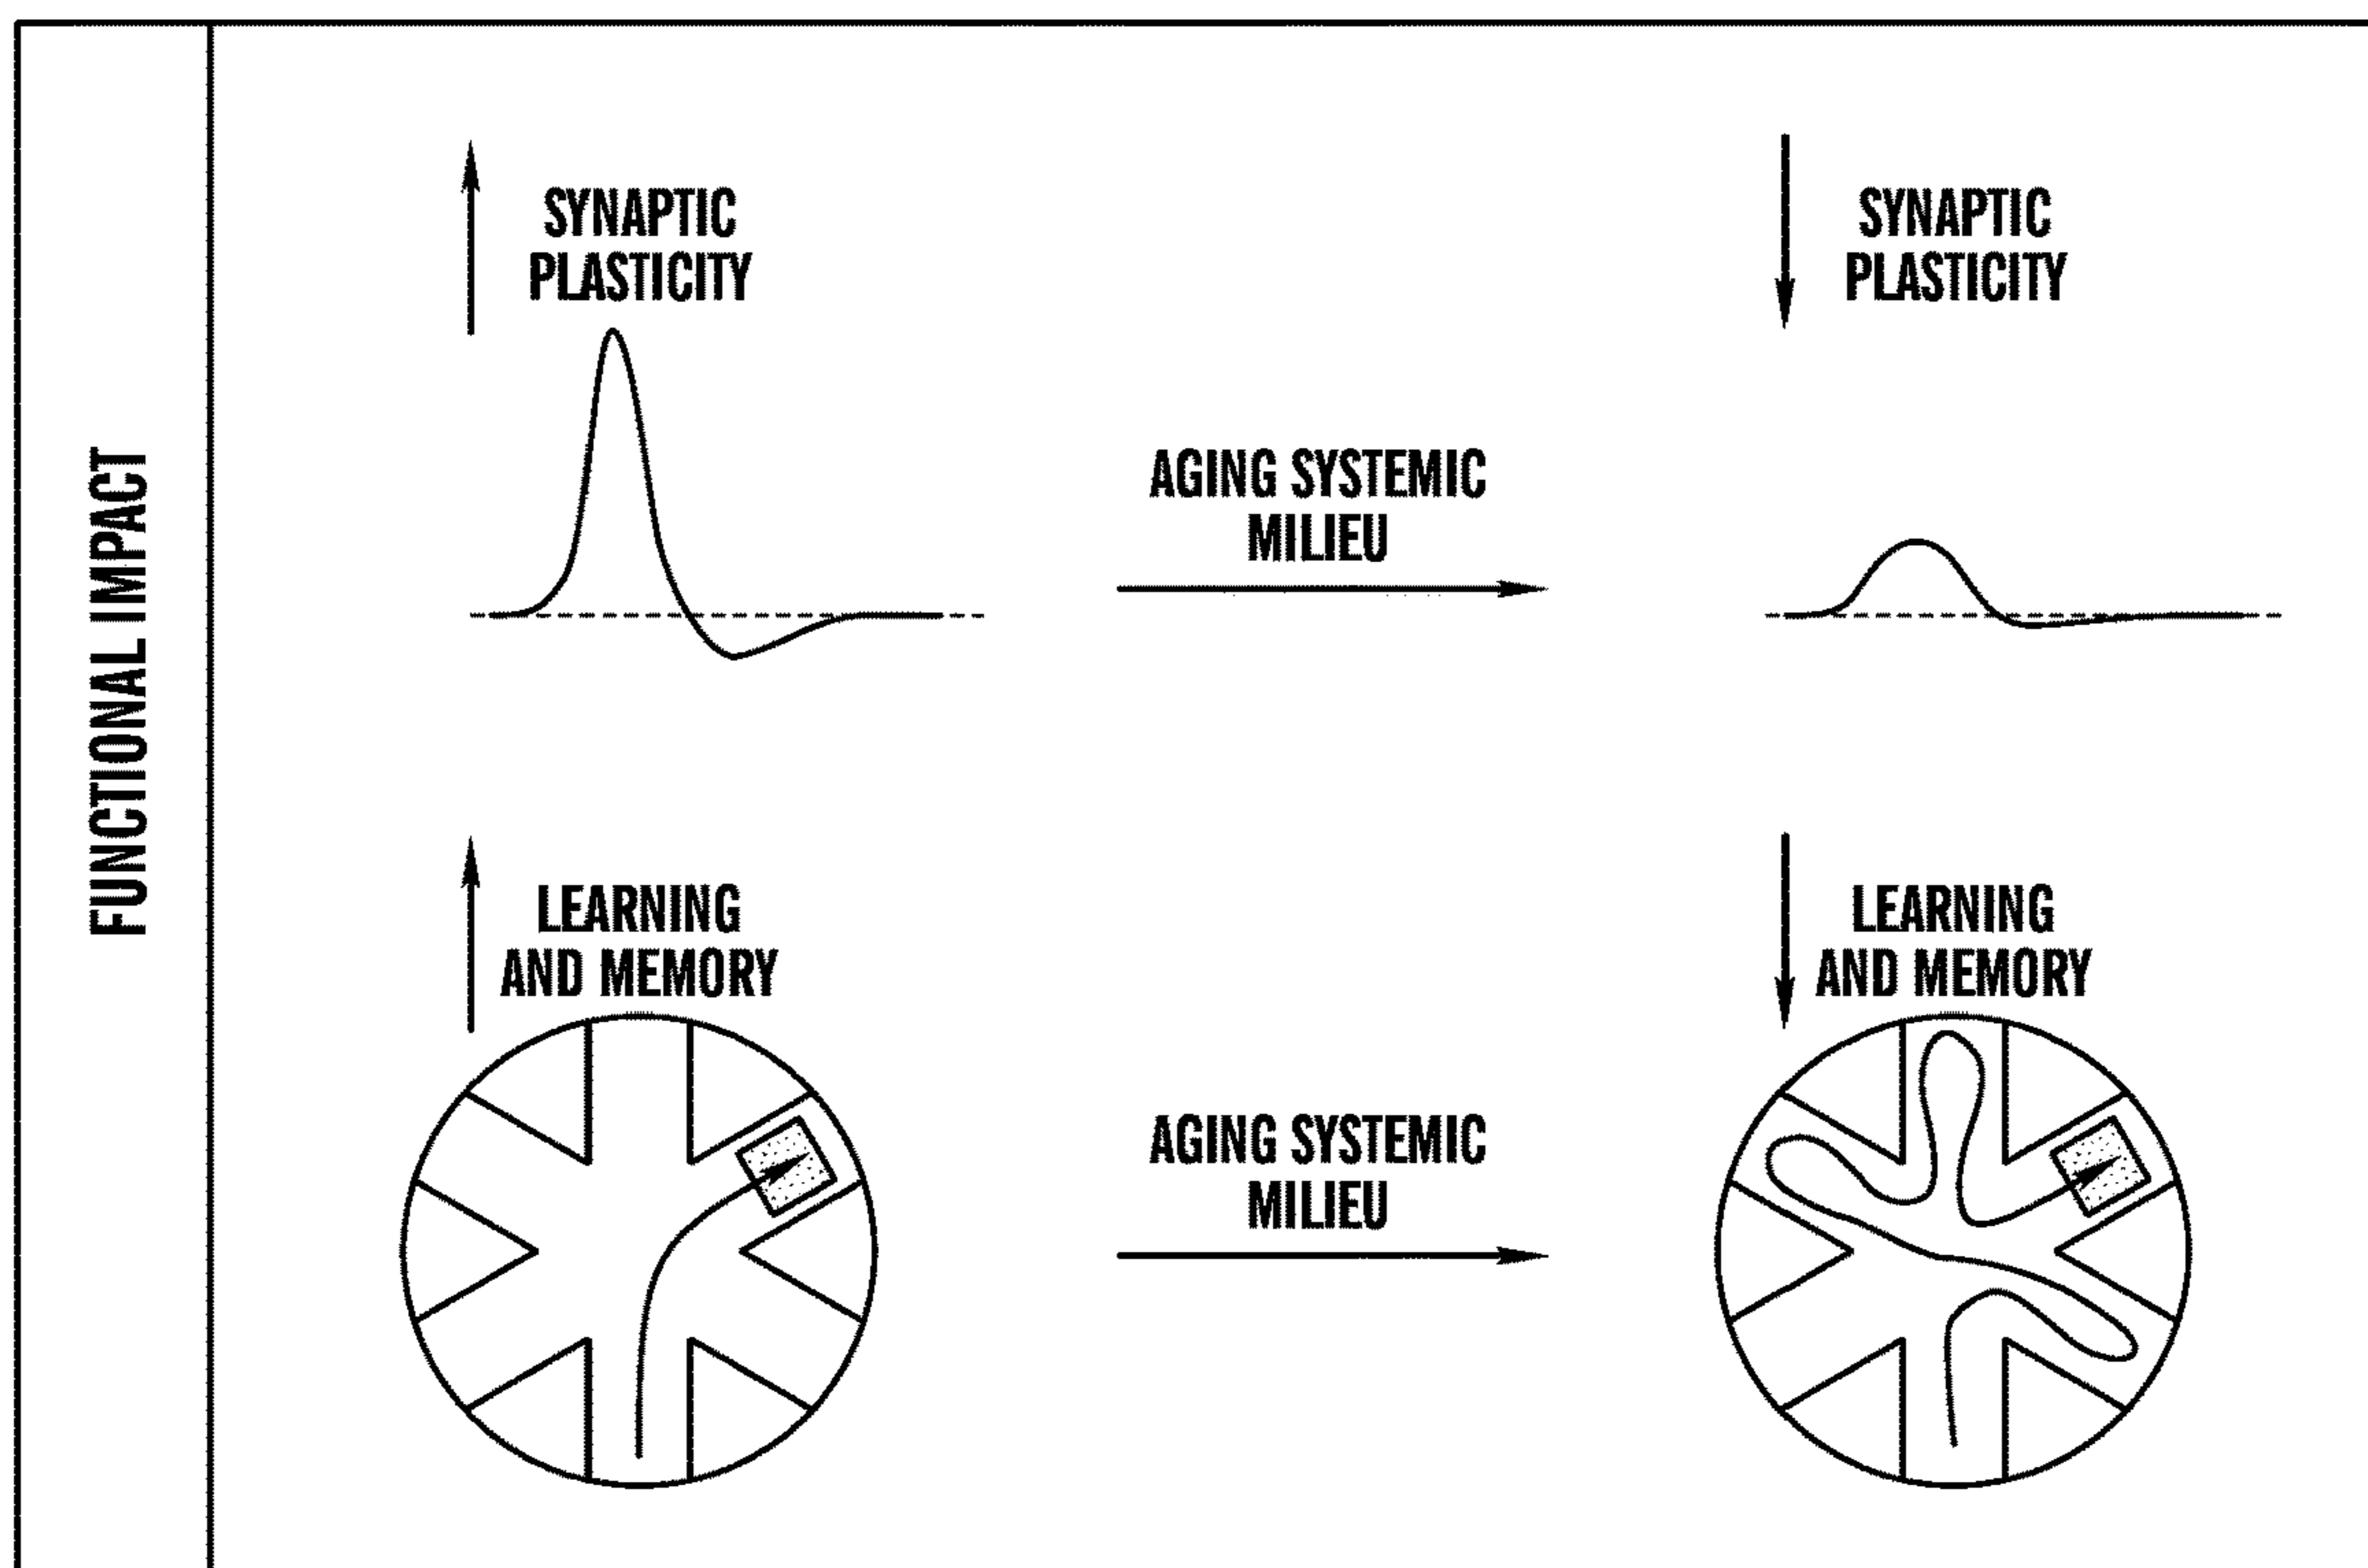 FUNCTIONAL IMPACT
SYNAPTIC
PLASTICITY
AGING SYSTEMIC
MILIEU
SYNAPTIC
PLASTICITY
LEARNING
AND MEMORY
AGING SYSTEMIC
MILIEU
LEARNING
AND MEMORY